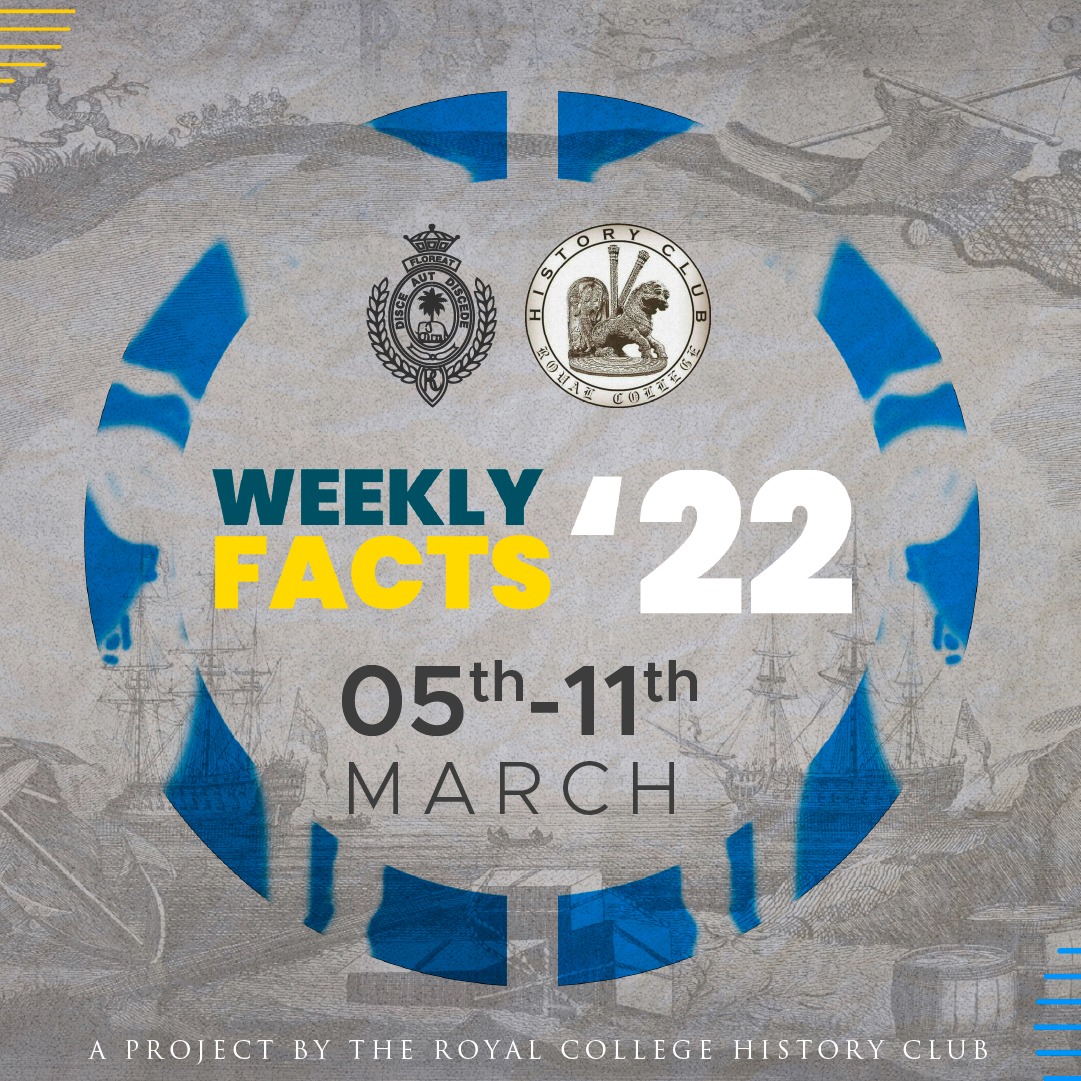 FLOREAT
DISCE AUT DISCEDE
HISTORY CLUB
ROYAL COLLEGE
WEEKLY
FACTS
‘22
05th-11th
MARCH
A PROJECT BY THE ROYAL COLLEGE HISTORY CLUB